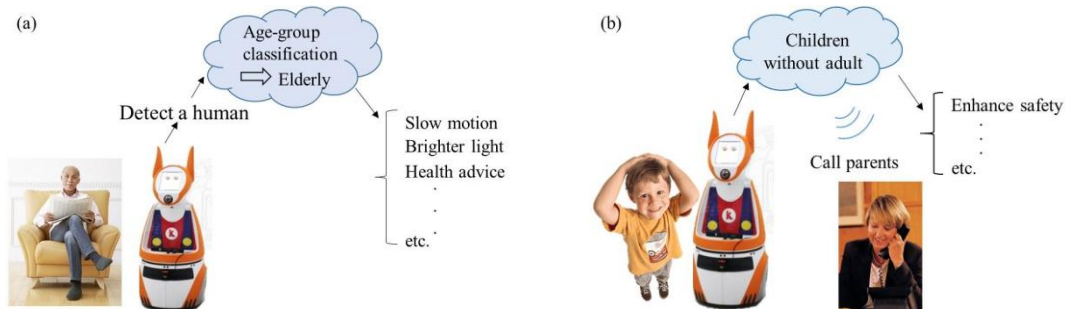 (a)
Age-group
classification
Elderly
Detect a human
Slow motion
Brighter light
Health advice
.
.
.
etc.
K
(b)
Children
without adult
Enhance safety
.
.
.
etc.
Call parents
K